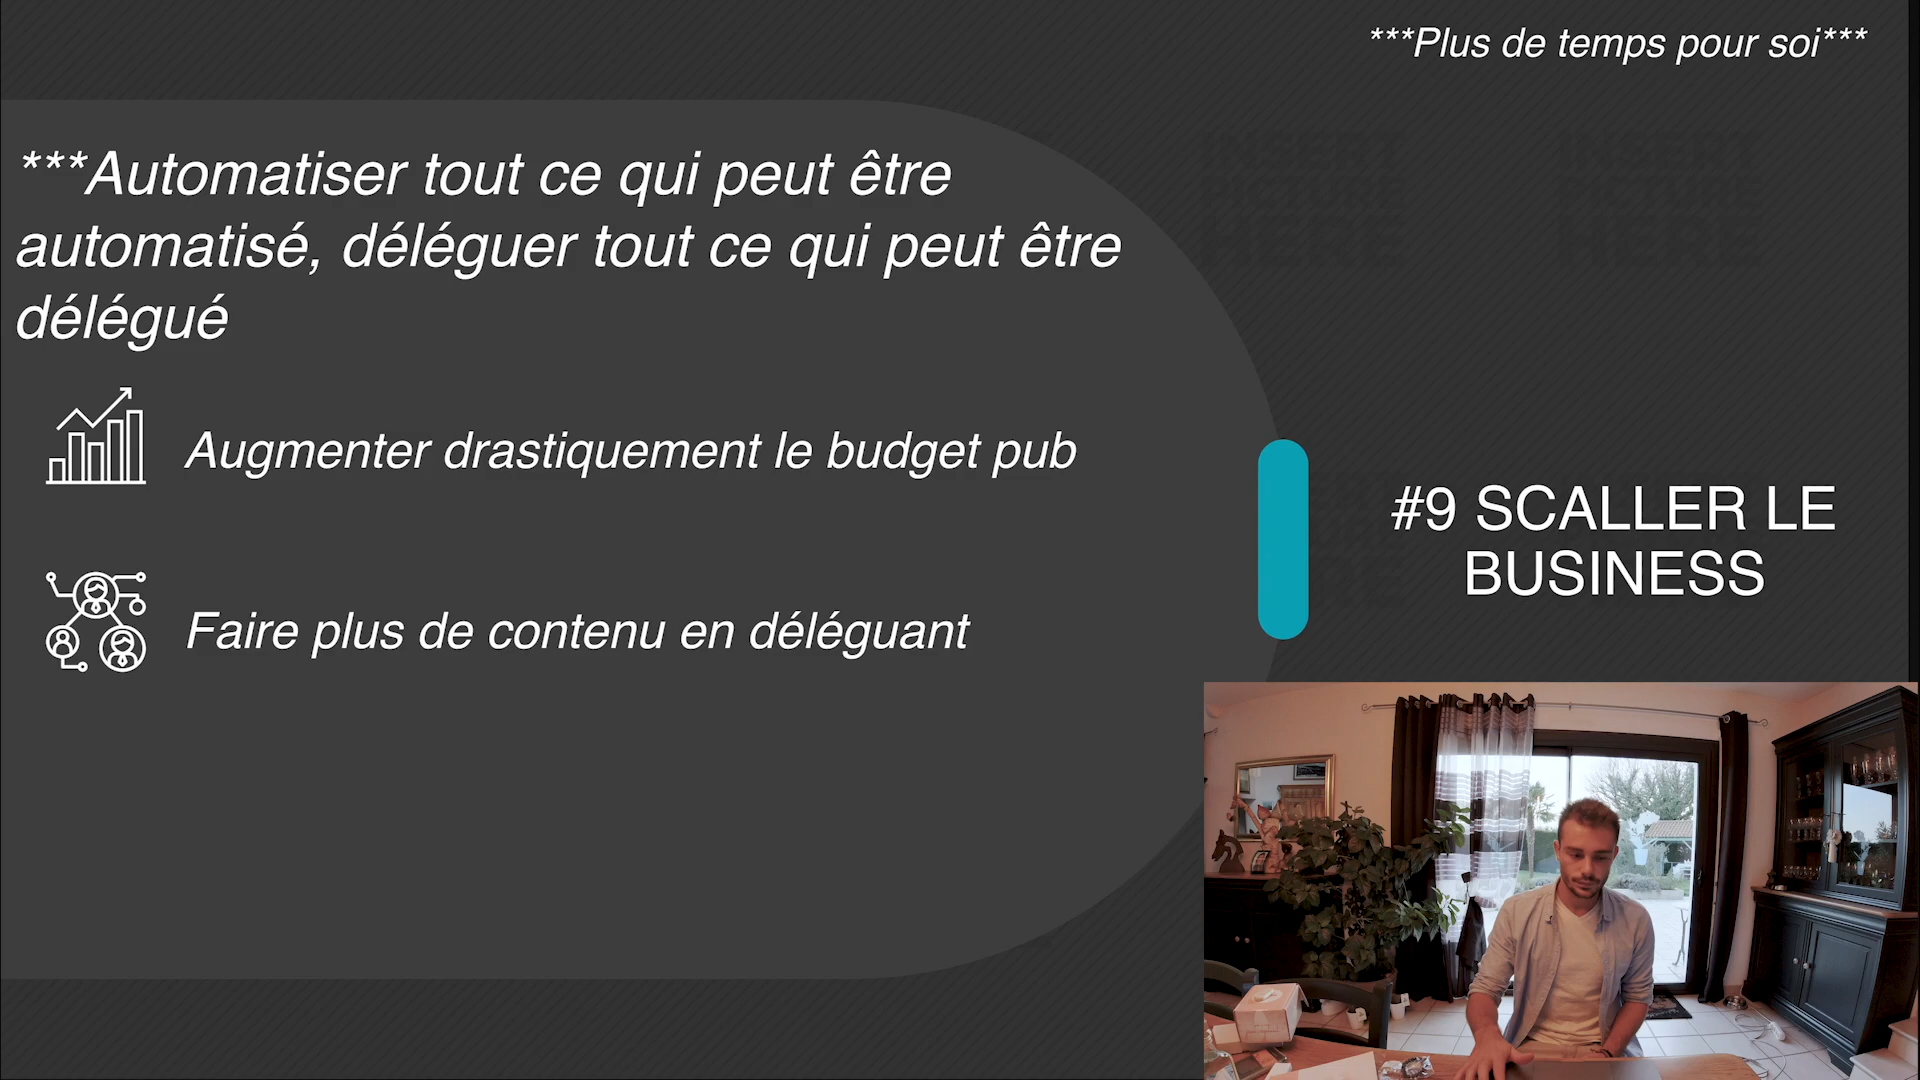 ***Plus de temps pour soi***
***Automatiser tout ce qui peut être
automatisé, déléguer tout ce qui peut être
délégué
Augmenter drastiquement le budget pub
Faire plus de contenu en déléguant
#9 SCALLER LE
BUSINESS